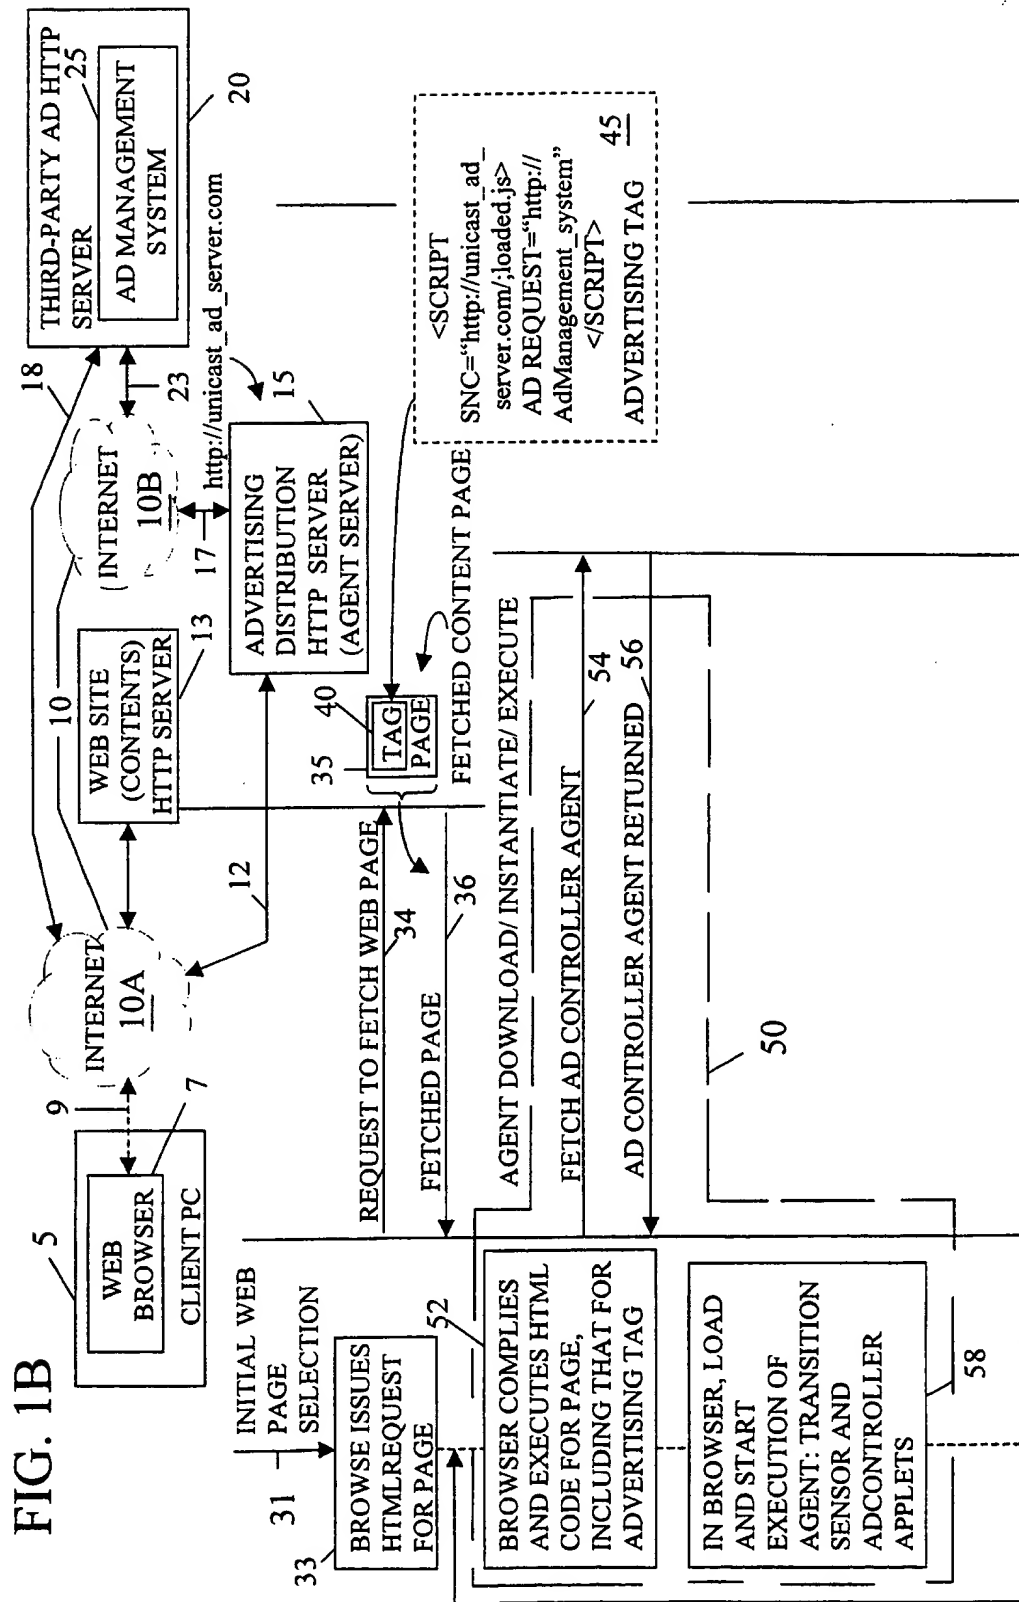 FIG. 1B
5
WEB
BROWSER
CLIENT PC
7
9
INTERNET
10A
10
18
WEB SITE
(CONTENTS)
HTTP SERVER
13
12
INTERNET
10B
17
23
http://unicast_ad_server.com
ADVERTISING
DISTRIBUTION
HTTP SERVER
(AGENT SERVER)
15
THIRD-PARTY AD HTTP
SERVER
25
AD MANAGEMENT
SYSTEM
20
INITIAL WEB
PAGE
SELECTION
31
BROWSE ISSUES
HTMLREQUEST
FOR PAGE
33
REQUEST TO FETCH WEB PAGE
34
FETCHED PAGE
36
35
40
TAG
PAGE
FETCHED CONTENT PAGE
<SCRIPT
SNC="http://unicast_ad_
server.com/;loaded.js>
AD REQUEST="http://
AdManagement_system"
</SCRIPT>
45
ADVERTISING TAG
52
BROWSER COMPLIES
AND EXECUTES HTML
CODE FOR PAGE,
INCLUDING THAT FOR
ADVERTISING TAG
AGENT DOWNLOAD/ INSTANTIATE/ EXECUTE
FETCH AD CONTROLLER AGENT
54
AD CONTROLLER AGENT RETURNED
56
50
IN BROWSER, LOAD
AND START
EXECUTION OF
AGENT: TRANSITION
SENSOR AND
ADCONTROLLER
APPLETS
58